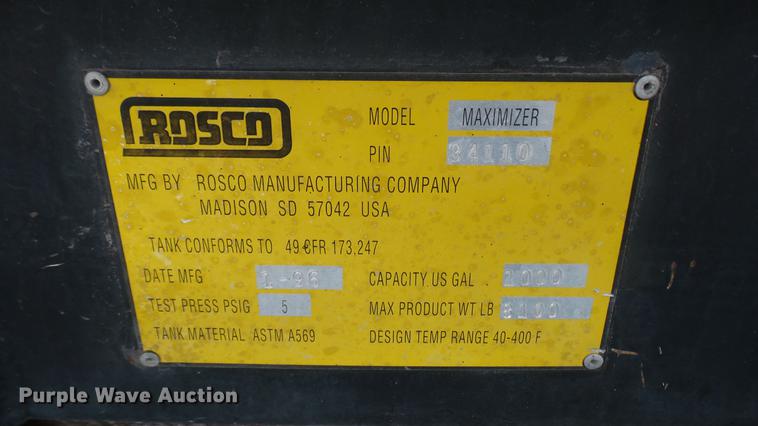 ROSCO
MODEL MAXIMIZER
PIN 34110
MFG BY ROSCO MANUFACTURING COMPANY
MADISON SD 57042 USA
TANK CONFORMS TO 49 CFR 173.247
DATE MFG 1-96 CAPACITY US GAL 1000
TEST PRESS PSIG 5 MAX PRODUCT WT LB
TANK MATERIAL ASTM A569 DESIGN TEMP RANGE 40-400 F
Purple Wave Auction